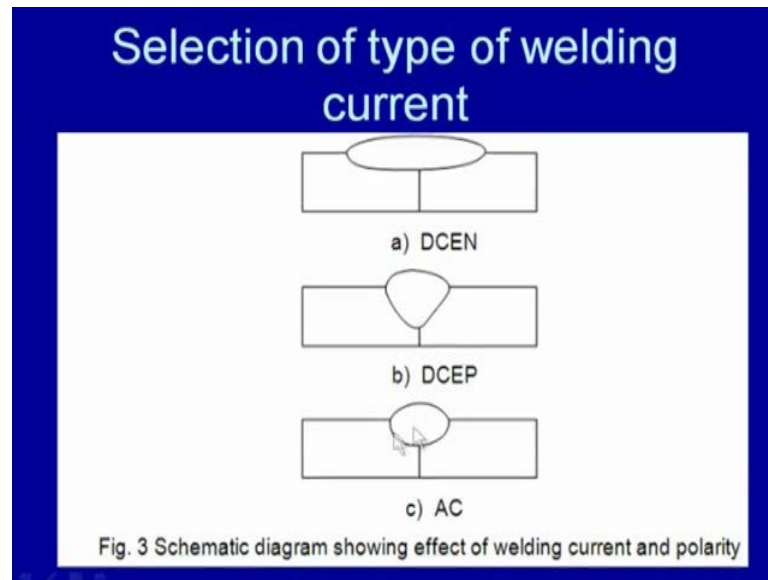 Selection of type of welding
current
a) DCEN
b) DCEP
c) AC
Fig. 3 Schematic diagram showing effect of welding current and polarity